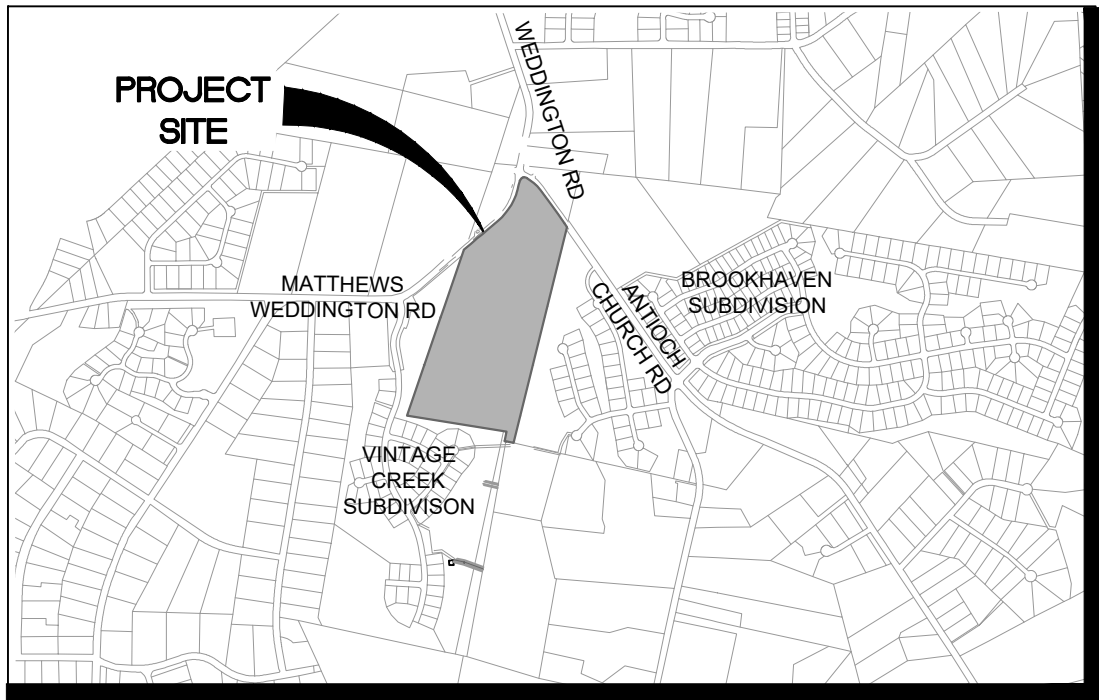 WEDDINGTON RD
PROJECT
SITE
MATTHEWS
WEDDINGTON RD
BROOKHAVEN
SUBDIVISION
ANTIOCH
CHURCH RD
VINTAGE
CREEK
SUBDIVISON